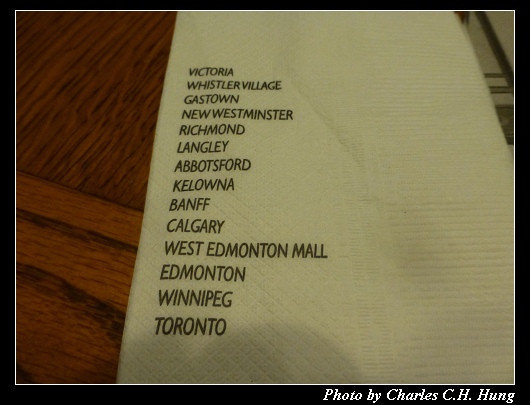 VICTORIA
WHISTLER VILLAGE
GASTOWN
NEW WESTMINSTER
RICHMOND
LANGLEY
ABBOTSFORD
KELOWNA
BANFF
CALGARY
WEST EDMONTON MALL
EDMONTON
WINNIPEG
TORONTO
Photo by Charles C.H. Hung